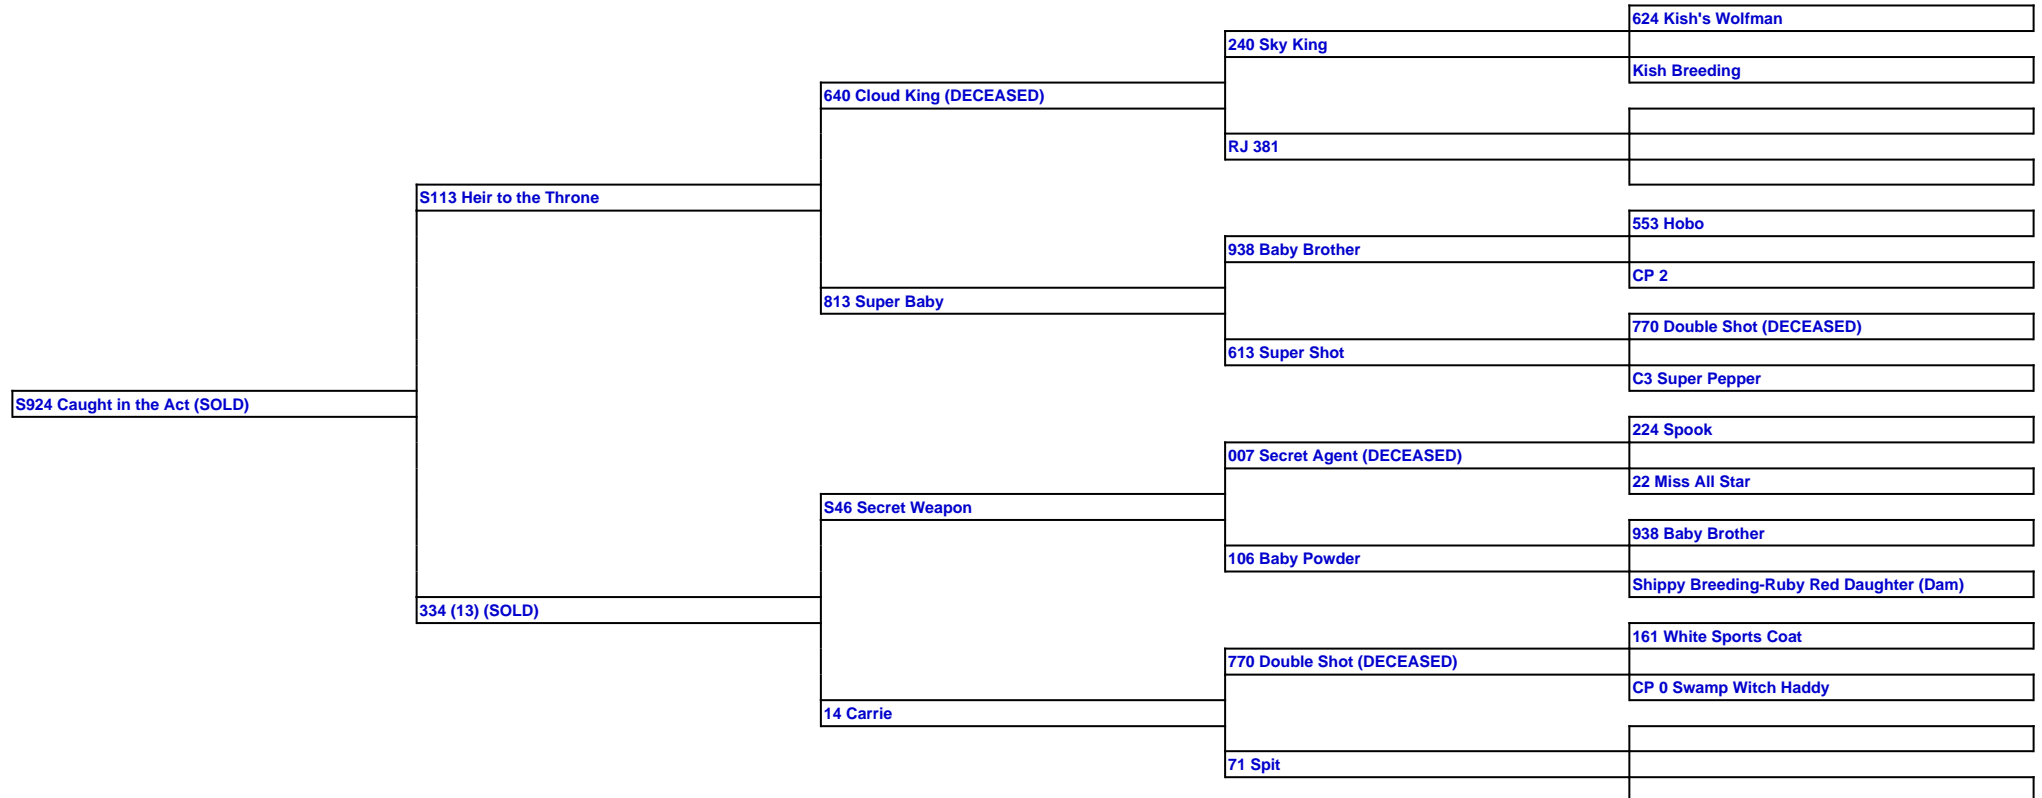 624 Kish's Wolfman
240 Sky King
Kish Breeding
640 Cloud King (DECEASED)
RJ 381
S113 Heir to the Throne
553 Hobo
938 Baby Brother
CP 2
813 Super Baby
770 Double Shot (DECEASED)
613 Super Shot
C3 Super Pepper
S924 Caught in the Act (SOLD)
224 Spook
007 Secret Agent (DECEASED)
22 Miss All Star
S46 Secret Weapon
938 Baby Brother
106 Baby Powder
Shippy Breeding-Ruby Red Daughter (Dam)
334 (13) (SOLD)
161 White Sports Coat
770 Double Shot (DECEASED)
CP 0 Swamp Witch Haddy
14 Carrie
71 Spit